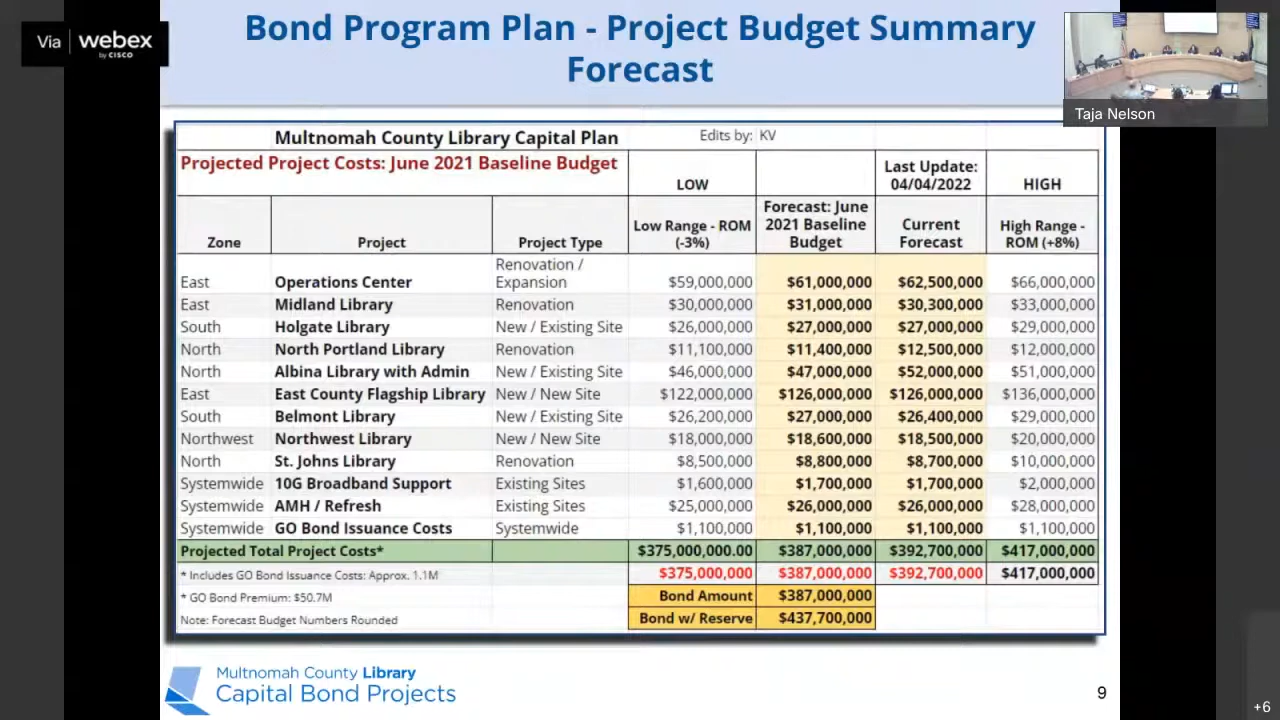 Via webex
by CISCO
Bond Program Plan - Project Budget Summary
Forecast
Taja Nelson
Multnomah County Library Capital Plan Edits by: KV
Projected Project Costs: June 2021 Baseline Budget LOW Last Update: 04/04/2022 HIGH
Zone Project Project Type Low Range - ROM (-3%) Forecast: June 2021 Baseline Budget Current Forecast High Range - ROM (+8%)
East Operations Center Renovation / Expansion $59,000,000 $61,000,000 $62,500,000 $66,000,000
East Midland Library Renovation $30,000,000 $31,000,000 $30,300,000 $33,000,000
South Holgate Library New / Existing Site $26,000,000 $27,000,000 $27,000,000 $29,000,000
North North Portland Library Renovation $11,100,000 $11,400,000 $12,500,000 $12,000,000
North Albina Library with Admin New / Existing Site $46,000,000 $47,000,000 $52,000,000 $51,000,000
East East County Flagship Library New / New Site $122,000,000 $126,000,000 $126,000,000 $136,000,000
South Belmont Library New / Existing Site $26,200,000 $27,000,000 $26,400,000 $29,000,000
Northwest Northwest Library New / New Site $18,000,000 $18,600,000 $18,500,000 $20,000,000
North St. Johns Library Renovation $8,500,000 $8,800,000 $8,700,000 $10,000,000
Systemwide 10G Broadband Support Existing Sites $1,600,000 $1,700,000 $1,700,000 $2,000,000
Systemwide AMH / Refresh Existing Sites $25,000,000 $26,000,000 $26,000,000 $28,000,000
Systemwide GO Bond Issuance Costs Systemwide $1,100,000 $1,100,000 $1,100,000 $1,100,000
Projected Total Project Costs* $375,000,000.00 $387,000,000 $392,700,000 $417,000,000
* Includes GO Bond Issuance Costs: Approx. 1.1M $375,000,000 $387,000,000 $392,700,000 $417,000,000
* GO Bond Premium: $50.7M Bond Amount $387,000,000
Note: Forecast Budget Numbers Rounded Bond w/ Reserve $437,700,000
Multnomah County Library
Capital Bond Projects
9
+6